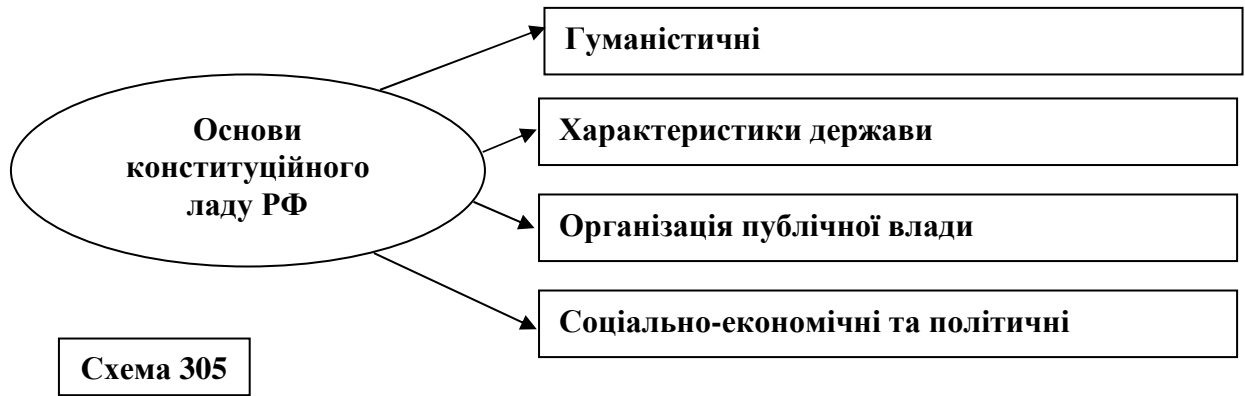 Гуманістичні
Основи
конституційного
ладу РФ
Характеристики держави
Організація публічної влади
Соціально-економічні та політичні
Схема 305